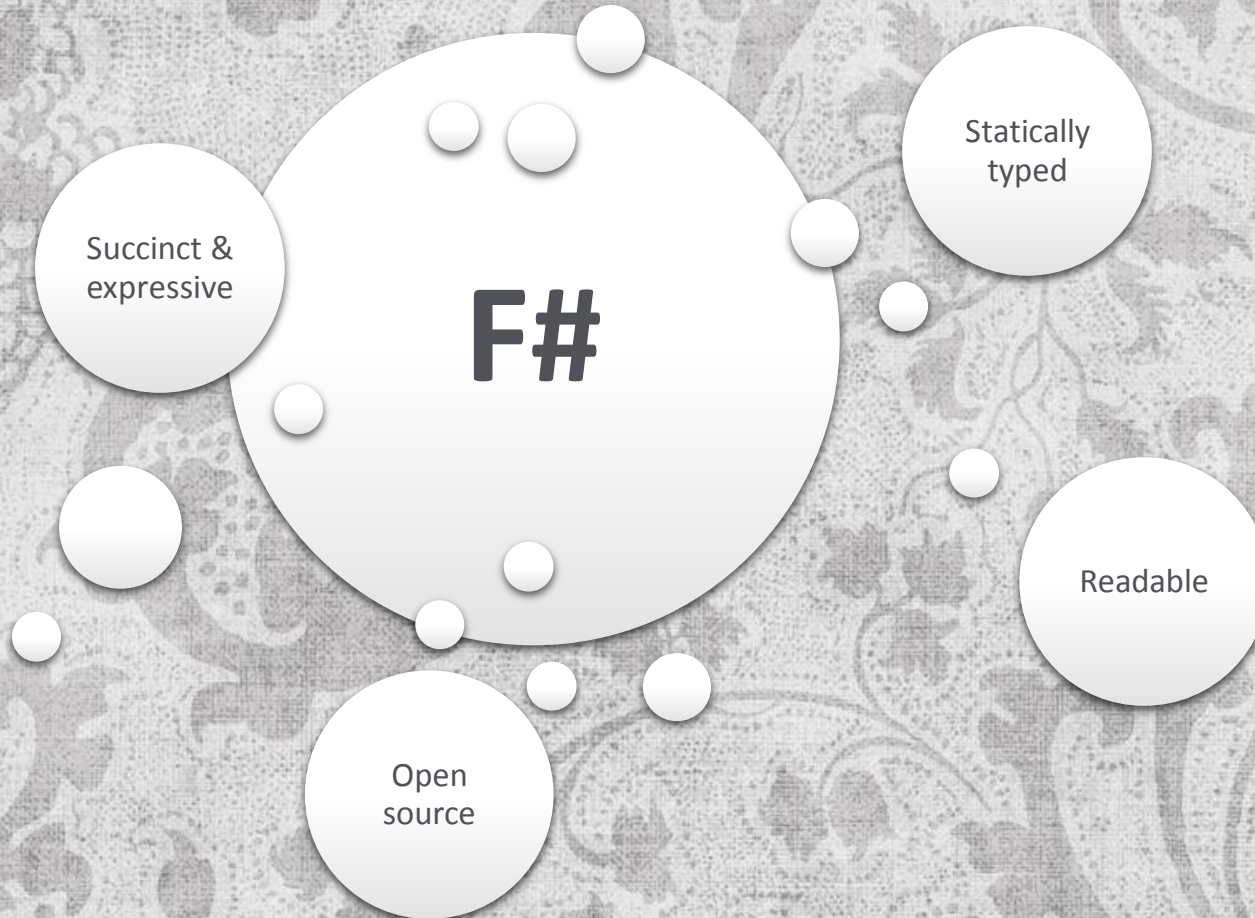 Statically
typed
Succinct &
expressive
F#
Readable
Open
source